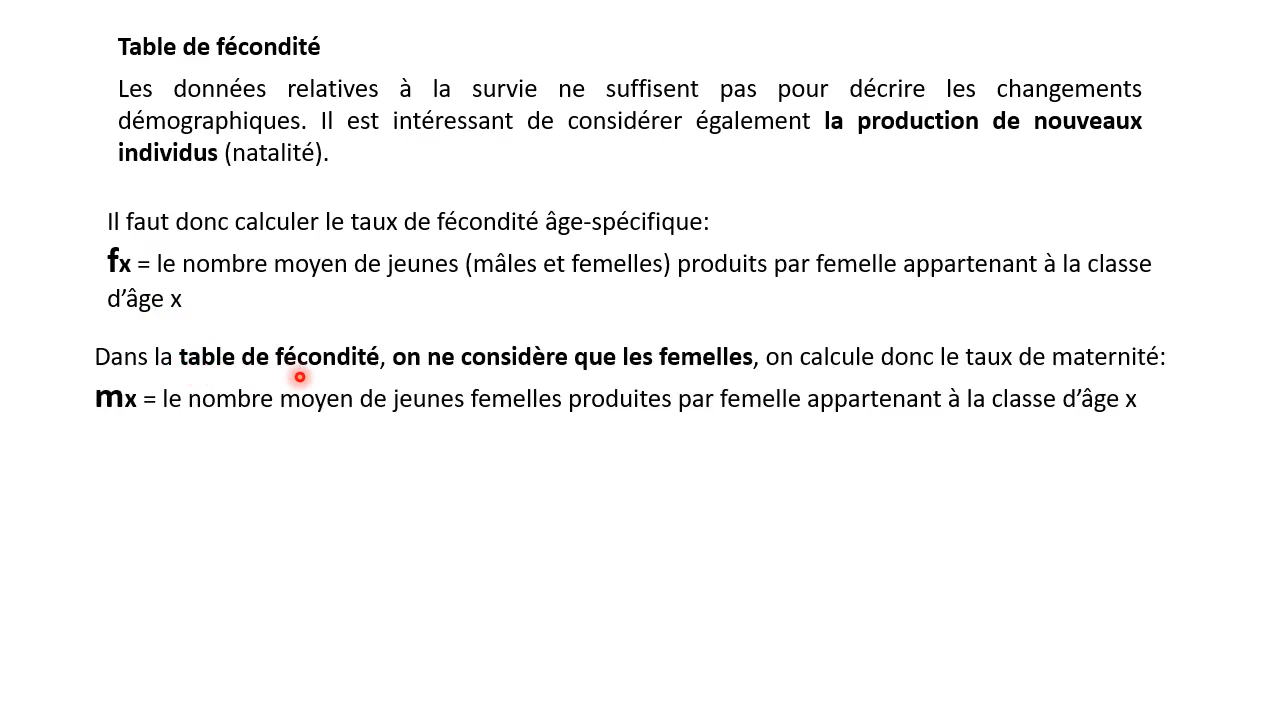 Table de fécondité
Les données relatives à la survie ne suffisent pas pour décrire les changements
démographiques. Il est intéressant de considérer également la production de nouveaux
individus (natalité).
Il faut donc calculer le taux de fécondité âge-spécifique:
fx = le nombre moyen de jeunes (mâles et femelles) produits par femelle appartenant à la classe
d’âge x
Dans la table de fécondité, on ne considère que les femelles, on calcule donc le taux de maternité:
mx = le nombre moyen de jeunes femelles produites par femelle appartenant à la classe d’âge x